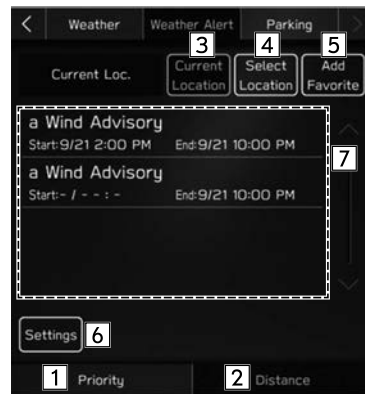 Weather Weather Alert Parking
3 4 5
Current Loc.
Current Location
Select Location
Add Favorite
a Wind Advisory
Start:9/21 2:00 PM End:9/21 10:00 PM
7
a Wind Advisory
Start:- / - - : - End:9/21 10:00 PM
Settings 6
1 Priority 2 Distance